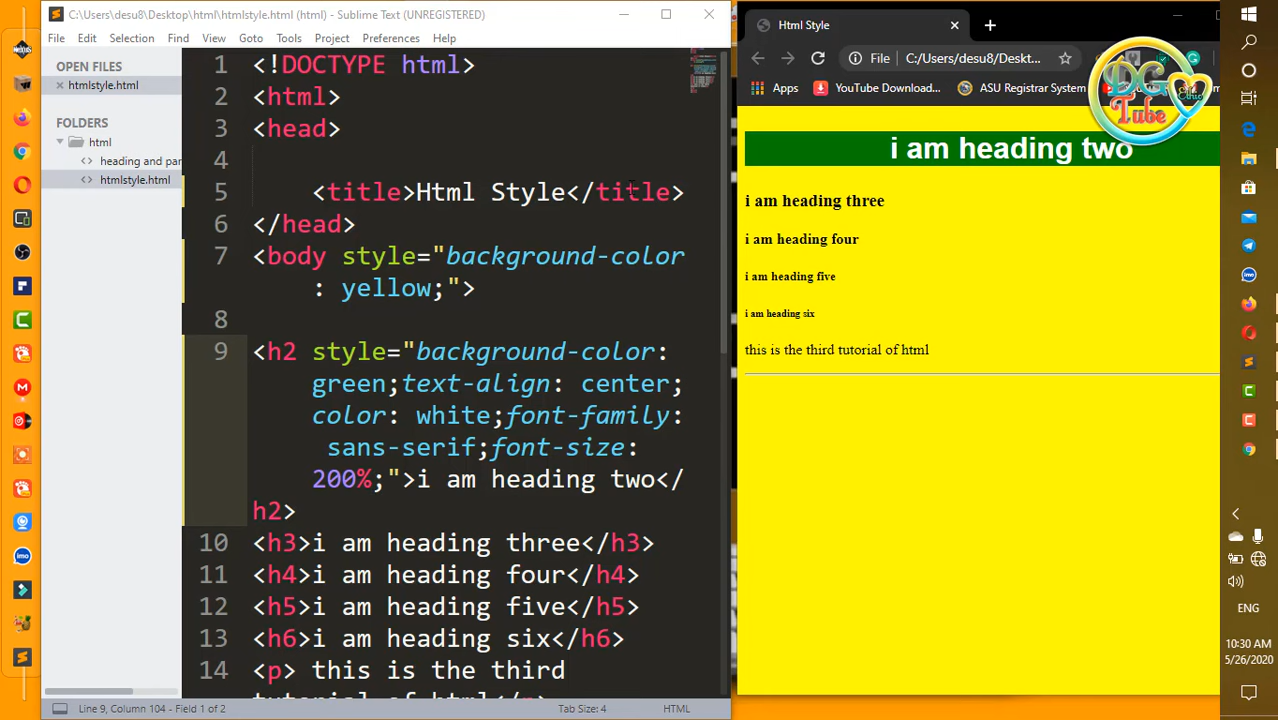 C:\Users\desu8\Desktop\html\htmlstyle.html (html) - Sublime Text (UNREGISTERED)
File Edit Selection Find View Goto Tools Project Preferences Help
OPEN FILES
htmlstyle.html
FOLDERS
html
heading and par
htmlstyle.html
1 <!DOCTYPE html>
2 <html>
3 <head>
4
5 <title>Html Style</title>
6 </head>
7 <body style="background-color
: yellow;">
8
9 <h2 style="background-color:
green;text-align: center;
color: white;font-family:
sans-serif;font-size:
200%;">i am heading two</
h2>
10 <h3>i am heading three</h3>
11 <h4>i am heading four</h4>
12 <h5>i am heading five</h5>
13 <h6>i am heading six</h6>
14 <p> this is the third
tutorial of html</p>
Line 9, Column 104 - Field 1 of 2
Tab Size: 4
HTML
Html Style
File C:/Users/desu8/Deskt...
Apps YouTube Download... ASU Registrar System
DG
Tube
Ethio
i am heading two
i am heading three
i am heading four
i am heading five
i am heading six
this is the third tutorial of html
ENG
10:30 AM
5/26/2020